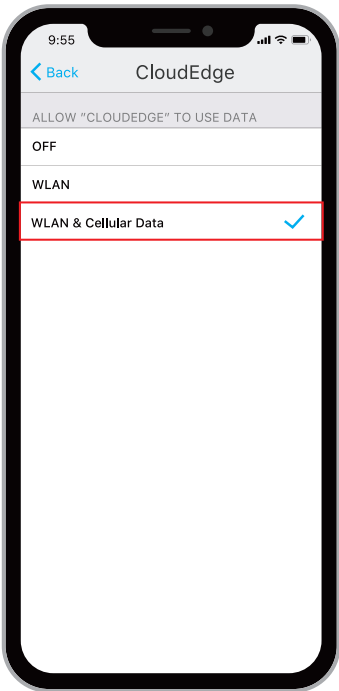 9:55
Back
CloudEdge
ALLOW "CLOUDEDGE" TO USE DATA
OFF
WLAN
WLAN & Cellular Data